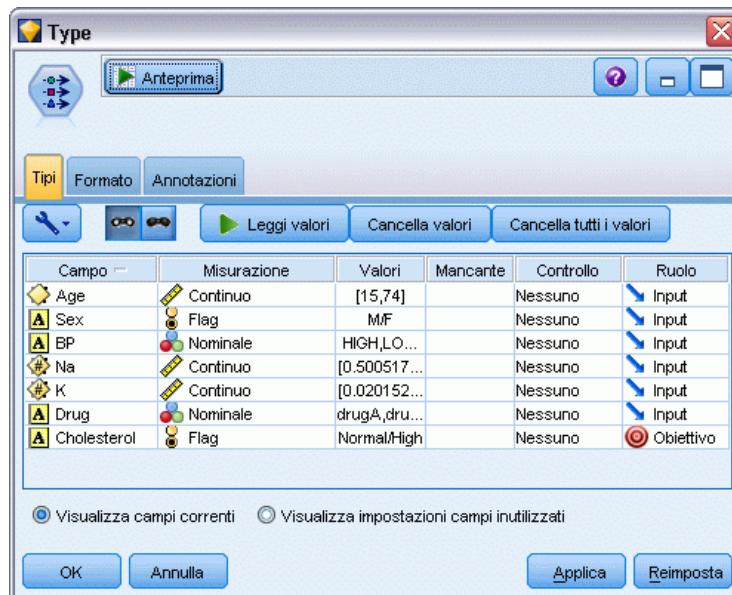 Type
Anteprima
Tipi Formato Annotazioni
Leggi valori Cancella valori Cancella tutti i valori
Campo Misurazione Valori Mancante Controllo Ruolo
Age Continuo [15,74] Nessuno Input
A Sex Flag M/F Nessuno Input
A BP Nominale HIGH,LO... Nessuno Input
# Na Continuo [0.500517... Nessuno Input
# K Continuo [0.020152... Nessuno Input
A Drug Nominale drugA,dru... Nessuno Input
A Cholesterol Flag Normal/High Nessuno Obiettivo
Visualizza campi correnti Visualizza impostazioni campi inutilizzati
OK Annulla Applica Reimposta